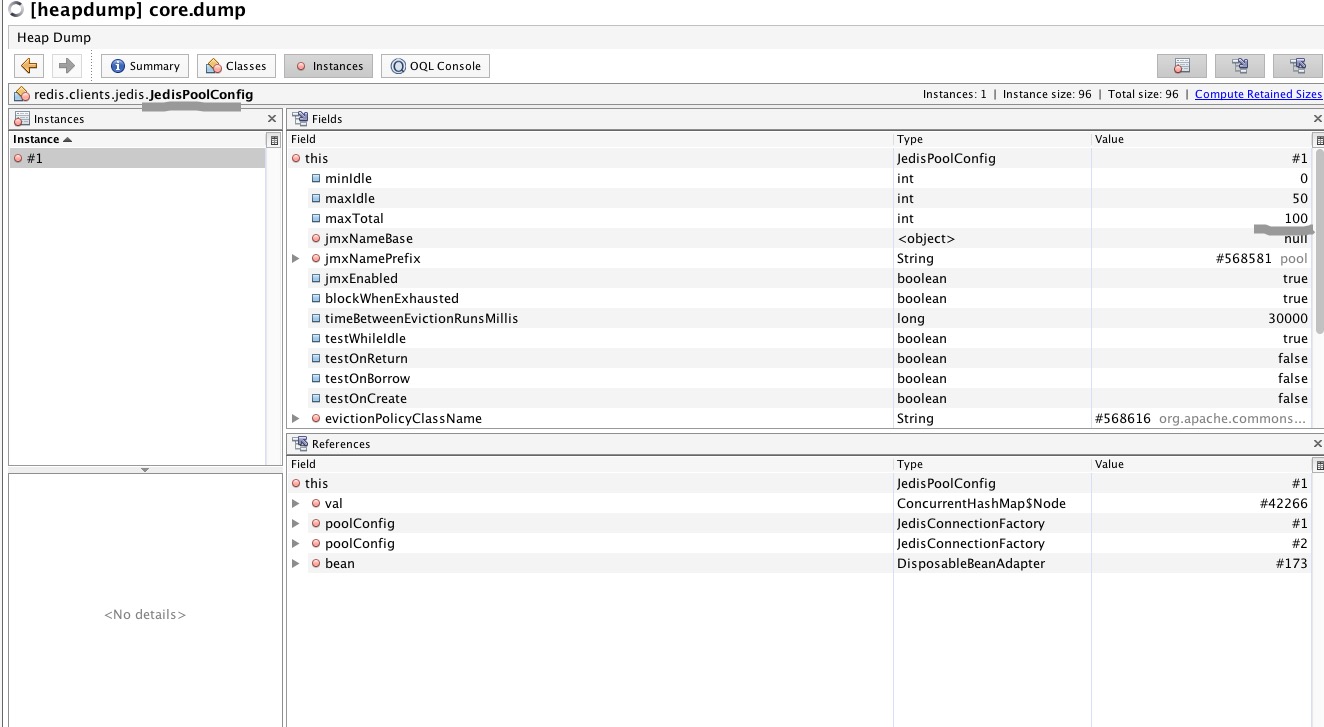 [heapdump] core.dump
Heap Dump
Summary Classes Instances OQL Console
redis.clients.jedis.JedisPoolConfig Instances: 1 | Instance size: 96 | Total size: 96 | Compute Retained Sizes
Instances
Instance
#1
Fields
Field Type Value
this JedisPoolConfig #1
minIdle int 0
maxIdle int 50
maxTotal int 100
jmxNameBase <object> null
jmxNamePrefix String #568581 pool
jmxEnabled boolean true
blockWhenExhausted boolean true
timeBetweenEvictionRunsMillis long 30000
testWhileIdle boolean true
testOnReturn boolean false
testOnBorrow boolean false
testOnCreate boolean false
evictionPolicyClassName String #568616 org.apache.commons...
References
Field Type Value
this JedisPoolConfig #1
val ConcurrentHashMap$Node #42266
poolConfig JedisConnectionFactory #1
poolConfig JedisConnectionFactory #2
bean DisposableBeanAdapter #173
<No details>